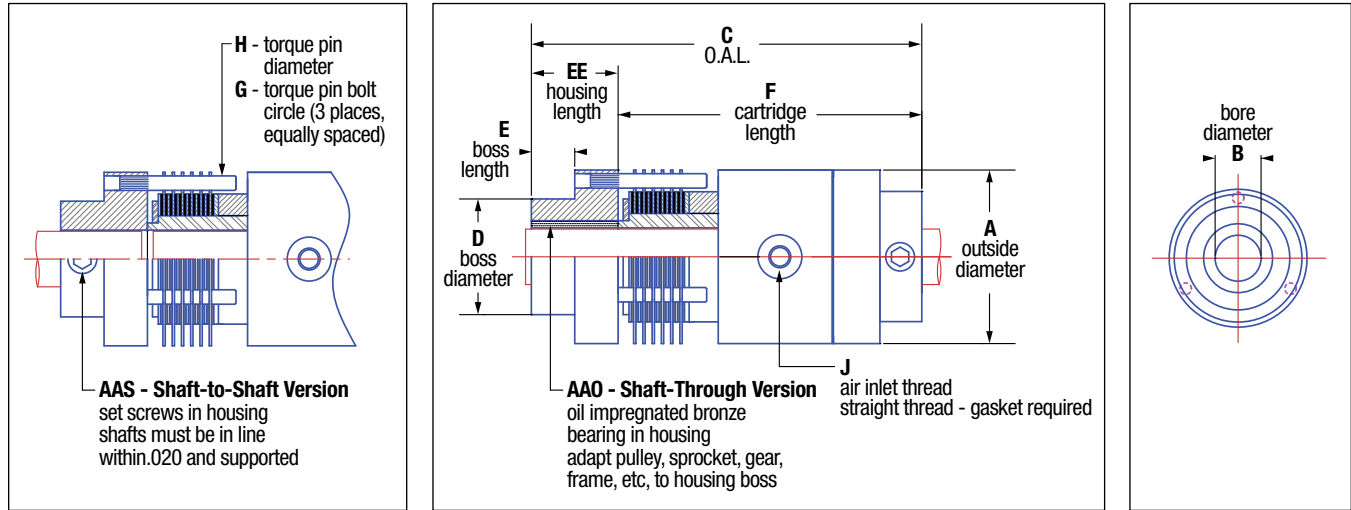 H - torque pin
diameter
G - torque pin bolt
circle (3 places,
equally spaced)
AAS - Shaft-to-Shaft Version
set screws in housing
shafts must be in line
within.020 and supported
C
O.A.L.
EE
housing
length
F
cartridge
length
E
boss
length
D
boss
diameter
A
outside
diameter
AAO - Shaft-Through Version
oil impregnated bronze
bearing in housing
adapt pulley, sprocket, gear,
frame, etc, to housing boss
J
air inlet thread
straight thread - gasket required
bore
diameter
B